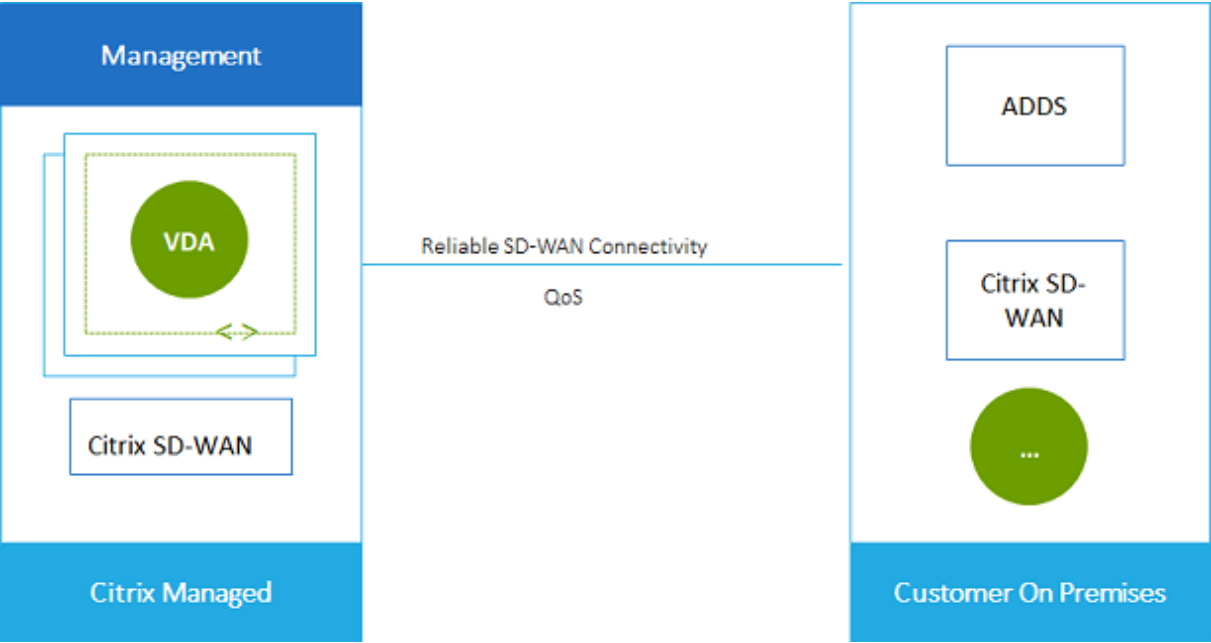 Management
VDA
<->
Citrix SD-WAN
Citrix Managed
Reliable SD-WAN Connectivity
QoS
ADDS
Citrix SD-
WAN
...
Customer On Premises